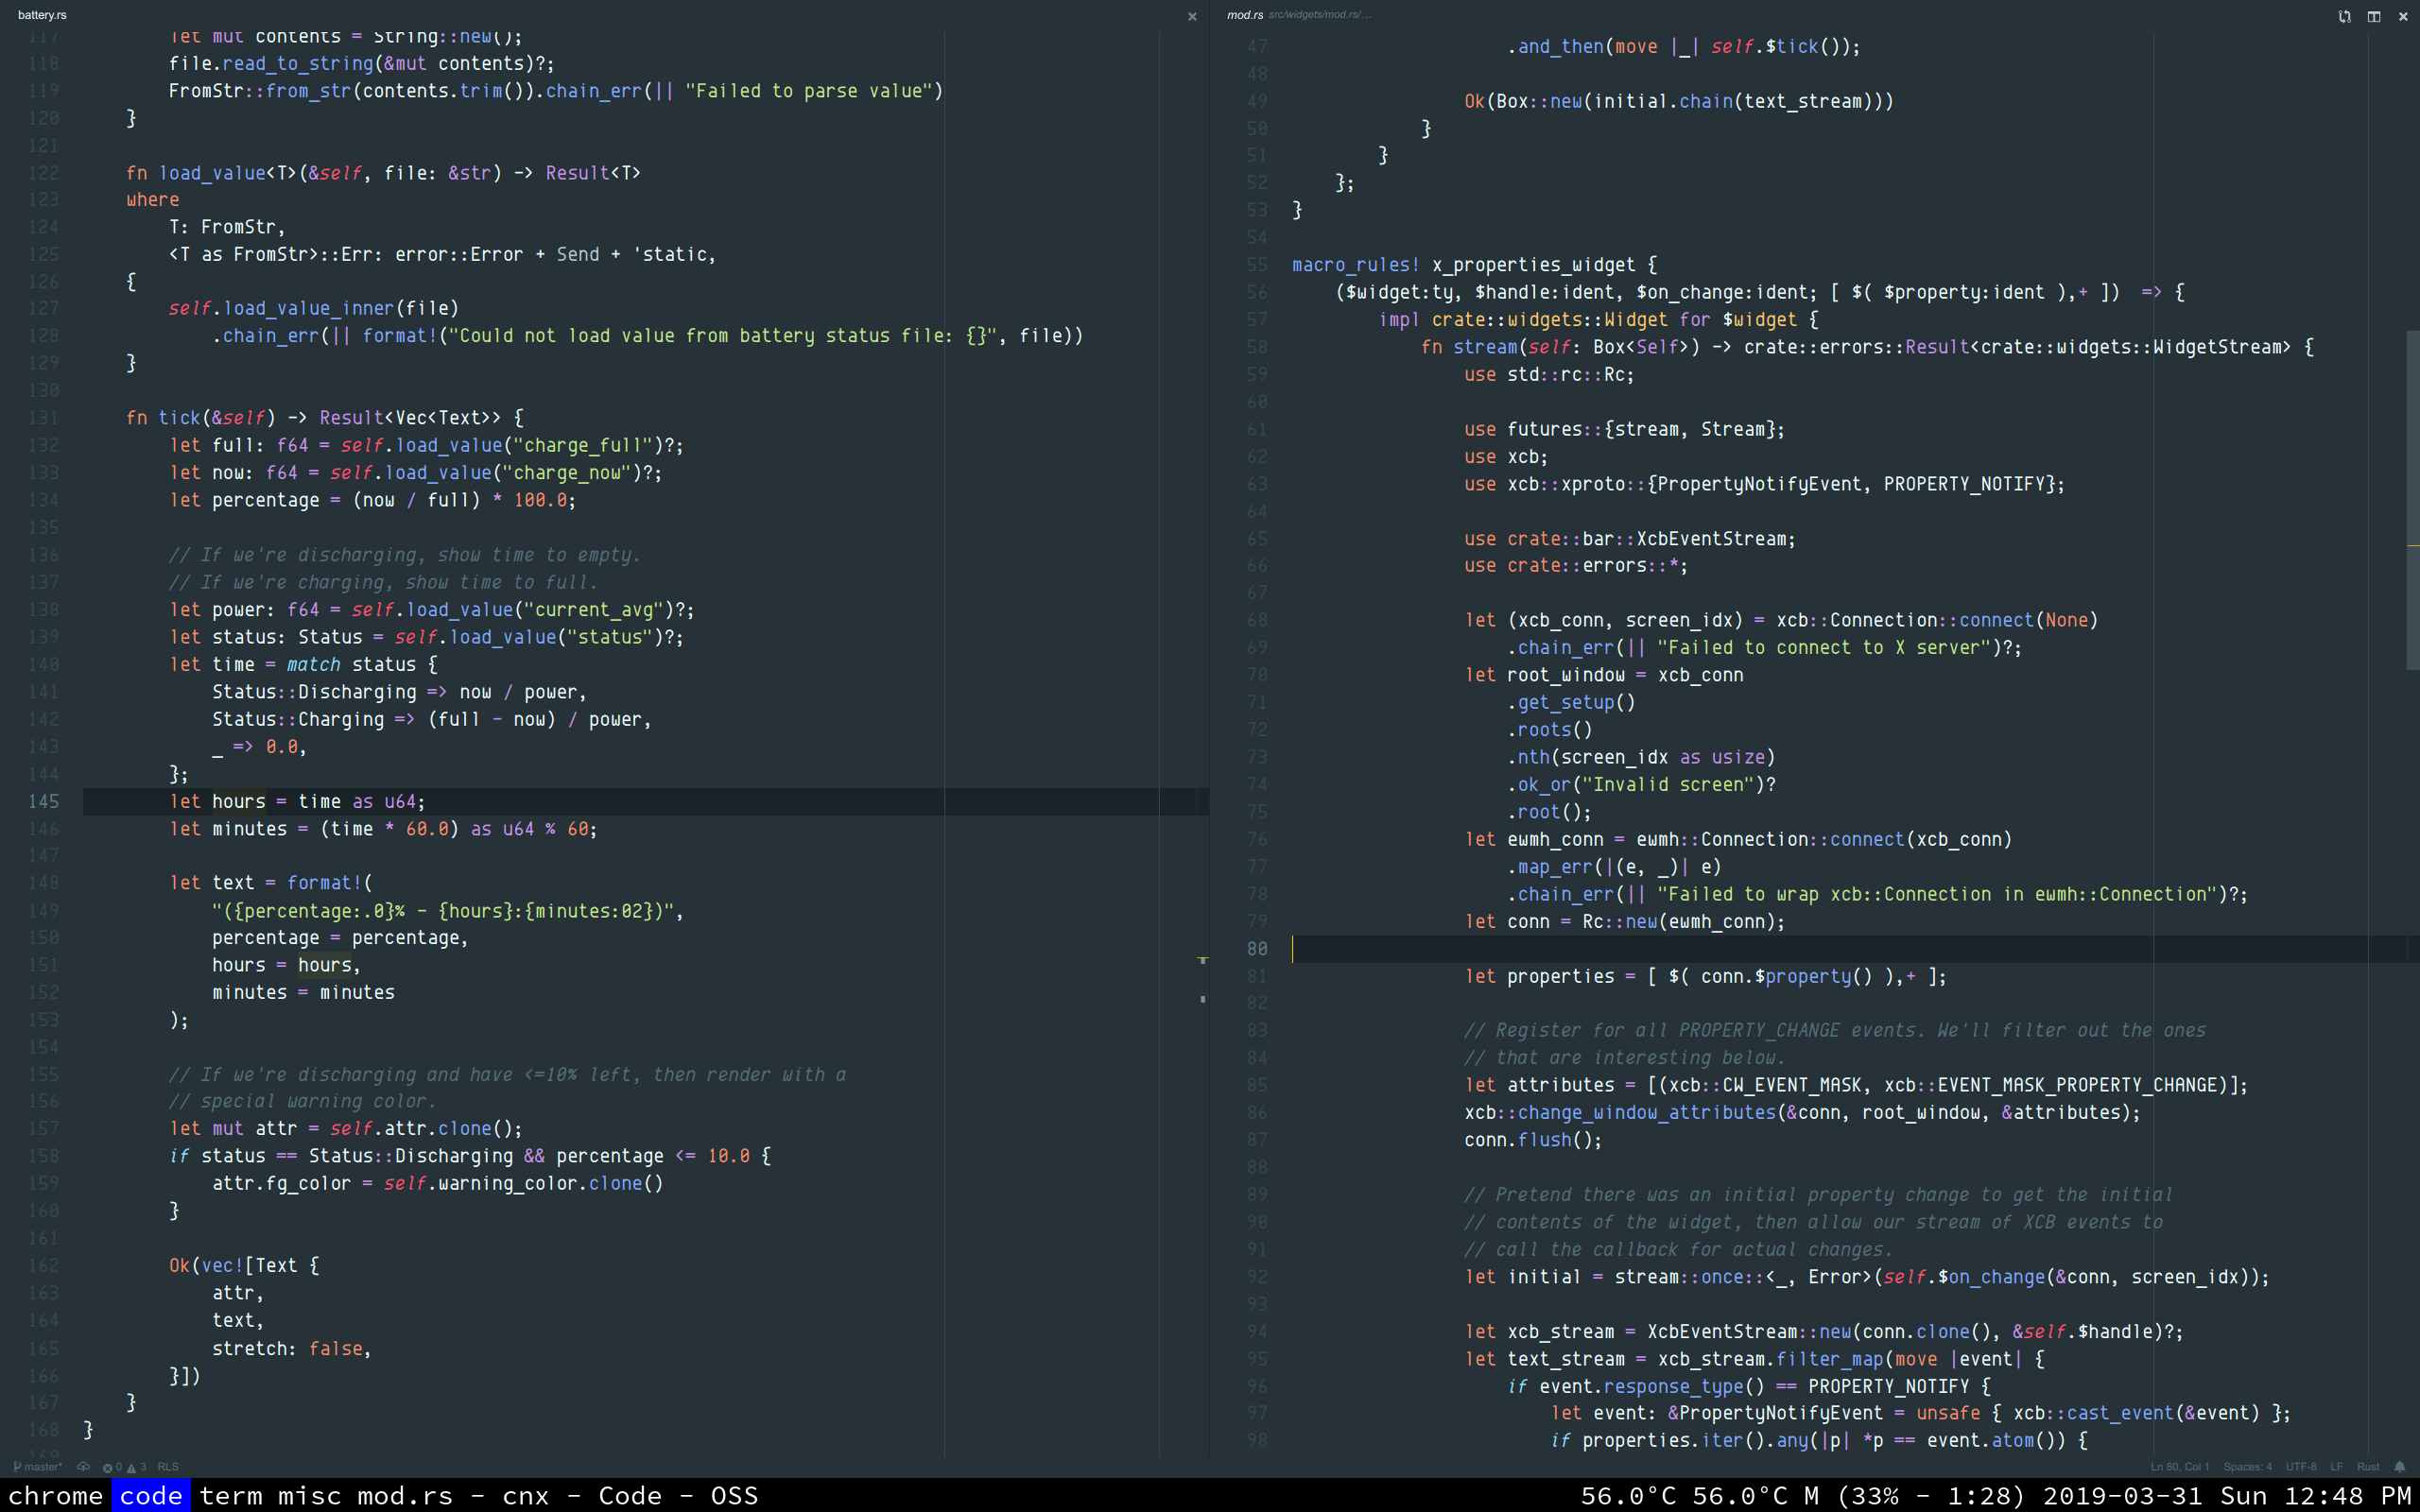 battery.rs
117 let mut contents = String::new();
118 file.read_to_string(&mut contents)?;
119 FromStr::from_str(contents.trim()).chain_err(|| "Failed to parse value")
120 }
121
122 fn load_value<T>(&self, file: &str) -> Result<T>
123 where
124 T: FromStr,
125 <T as FromStr>::Err: error::Error + Send + 'static,
126 {
127 self.load_value_inner(file)
128 .chain_err(|| format!("Could not load value from battery status file: {}", file))
129 }
130
131 fn tick(&self) -> Result<Vec<Text>> {
132 let full: f64 = self.load_value("charge_full")?;
133 let now: f64 = self.load_value("charge_now")?;
134 let percentage = (now / full) * 100.0;
135
136 // If we're discharging, show time to empty.
137 // If we're charging, show time to full.
138 let power: f64 = self.load_value("current_avg")?;
139 let status: Status = self.load_value("status")?;
140 let time = match status {
141 Status::Discharging => now / power,
142 Status::Charging => (full - now) / power,
143 _ => 0.0,
144 };
145 let hours = time as u64;
146 let minutes = (time * 60.0) as u64 % 60;
147
148 let text = format!(
149 "({percentage:.0}% - {hours}:{minutes:02})",
150 percentage = percentage,
151 hours = hours,
152 minutes = minutes
153 );
154
155 // If we're discharging and have <=10% left, then render with a
156 // special warning color.
157 let mut attr = self.attr.clone();
158 if status == Status::Discharging && percentage <= 10.0 {
159 attr.fg_color = self.warning_color.clone()
160 }
161
162 Ok(vec![Text {
163 attr,
164 text,
165 stretch: false,
166 }])
167 }
168 }
169
mod.rs src/widgets/mod.rs/...
47 .and_then(move |_| self.$tick());
48
49 Ok(Box::new(initial.chain(text_stream)))
50 }
51 }
52 };
53 }
54
55 macro_rules! x_properties_widget {
56 ($widget:ty, $handle:ident, $on_change:ident; [ $( $property:ident ),+ ]) => {
57 impl crate::widgets::Widget for $widget {
58 fn stream(self: Box<Self>) -> crate::errors::Result<crate::widgets::WidgetStream> {
59 use std::rc::Rc;
60
61 use futures::{stream, Stream};
62 use xcb;
63 use xcb::xproto::{PropertyNotifyEvent, PROPERTY_NOTIFY};
64
65 use crate::bar::XcbEventStream;
66 use crate::errors::*;
67
68 let (xcb_conn, screen_idx) = xcb::Connection::connect(None)
69 .chain_err(|| "Failed to connect to X server")?;
70 let root_window = xcb_conn
71 .get_setup()
72 .roots()
73 .nth(screen_idx as usize)
74 .ok_or("Invalid screen")?
75 .root();
76 let ewmh_conn = ewmh::Connection::connect(xcb_conn)
77 .map_err(|(e, _)| e)
78 .chain_err(|| "Failed to wrap xcb::Connection in ewmh::Connection")?;
79 let conn = Rc::new(ewmh_conn);
80
81 let properties = [ $( conn.$property() ),+ ];
82
83 // Register for all PROPERTY_CHANGE events. We'll filter out the ones
84 // that are interesting below.
85 let attributes = [(xcb::CW_EVENT_MASK, xcb::EVENT_MASK_PROPERTY_CHANGE)];
86 xcb::change_window_attributes(&conn, root_window, &attributes);
87 conn.flush();
88
89 // Pretend there was an initial property change to get the initial
90 // contents of the widget, then allow our stream of XCB events to
91 // call the callback for actual changes.
92 let initial = stream::once::<_, Error>(self.$on_change(&conn, screen_idx));
93
94 let xcb_stream = XcbEventStream::new(conn.clone(), &self.$handle)?;
95 let text_stream = xcb_stream.filter_map(move |event| {
96 if event.response_type() == PROPERTY_NOTIFY {
97 let event: &PropertyNotifyEvent = unsafe { xcb::cast_event(&event) };
98 if properties.iter().any(|p| *p == event.atom()) {
master* 0 3 RLS Ln 80, Col 1 Spaces: 4 UTF-8 LF Rust
chrome code term misc mod.rs - cnx - Code - OSS 56.0°C 56.0°C M (33% - 1:28) 2019-03-31 Sun 12:48 PM